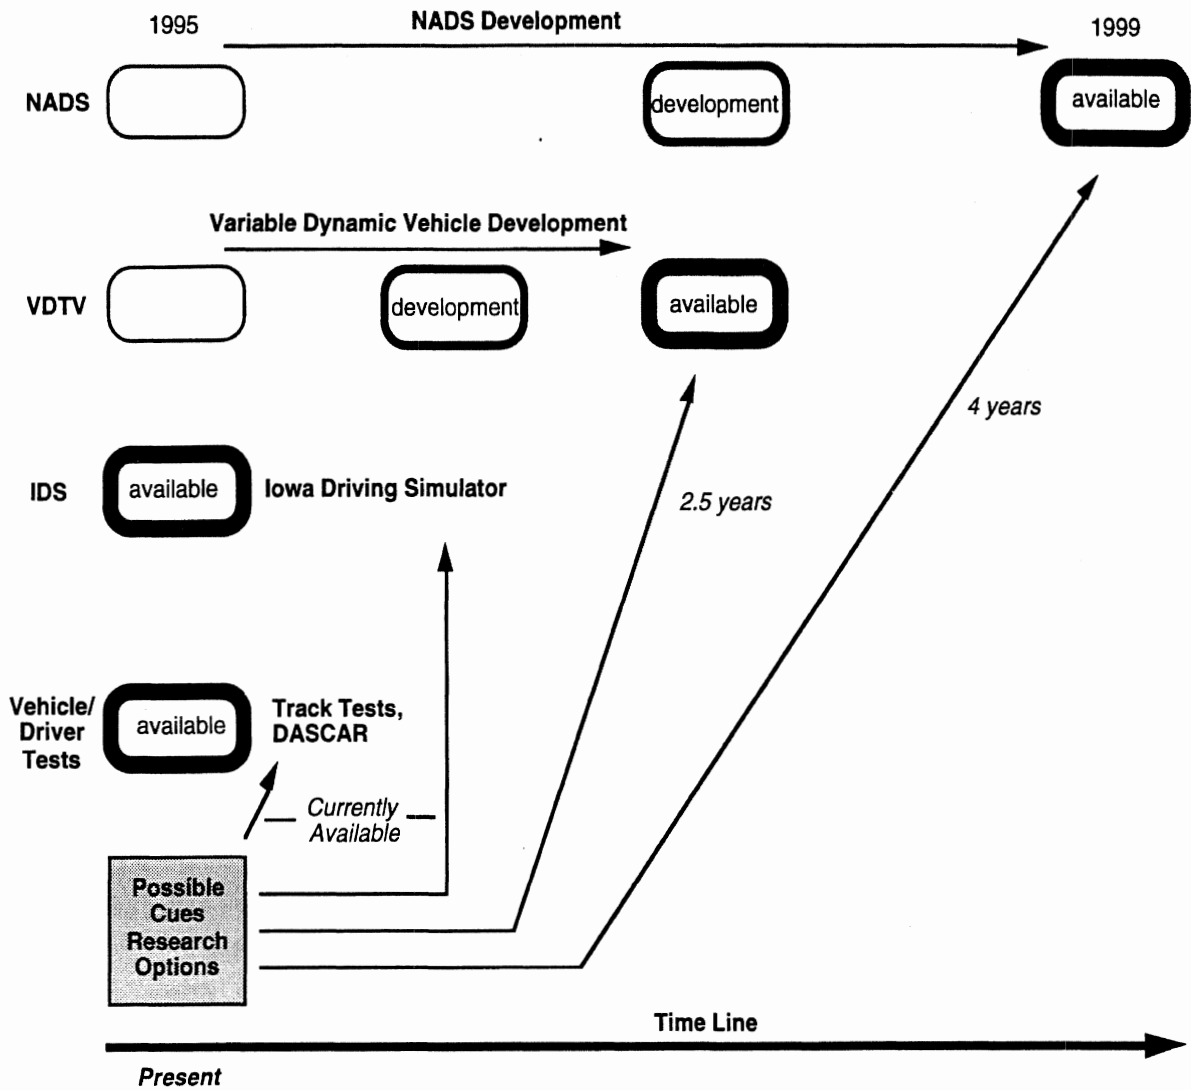 1995
NADS Development
1999
NADS
development
available
Variable Dynamic Vehicle Development
VDTV
development
available
4 years
IDS
available
Iowa Driving Simulator
2.5 years
Vehicle/
Driver
Tests
available
Track Tests,
DASCAR
Currently
Available
Possible
Cues
Research
Options
Time Line
Present